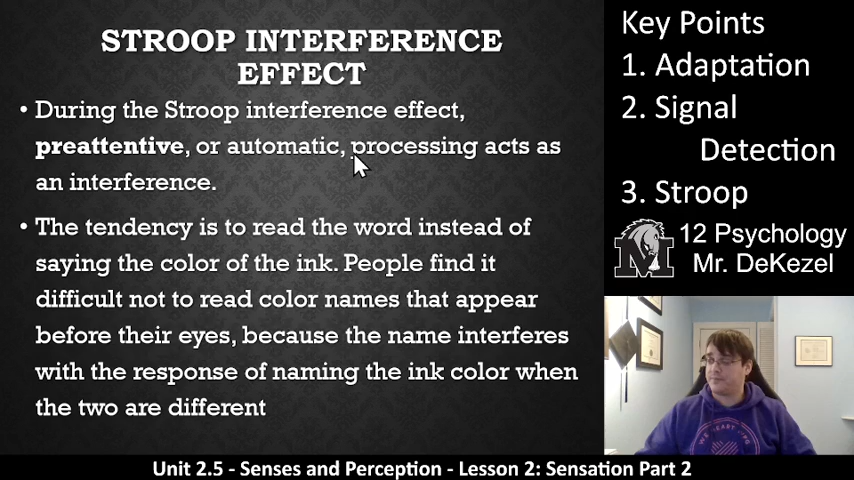 STROOP INTERFERENCE
EFFECT
• During the Stroop interference effect,
preattentive, or automatic, processing acts as
an interference.
• The tendency is to read the word instead of
saying the color of the ink. People find it
difficult not to read color names that appear
before their eyes, because the name interferes
with the response of naming the ink color when
the two are different
Key Points
1. Adaptation
2. Signal
Detection
3. Stroop
M
12 Psychology
Mr. DeKezel
Unit 2.5 - Senses and Perception - Lesson 2: Sensation Part 2